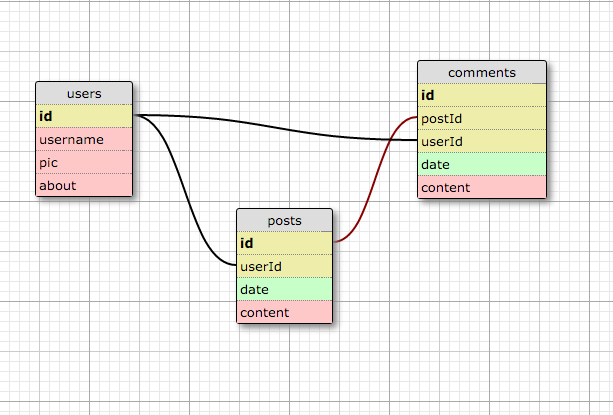 users
id
username
pic
about
comments
id
postId
userId
date
content
posts
id
userId
date
content